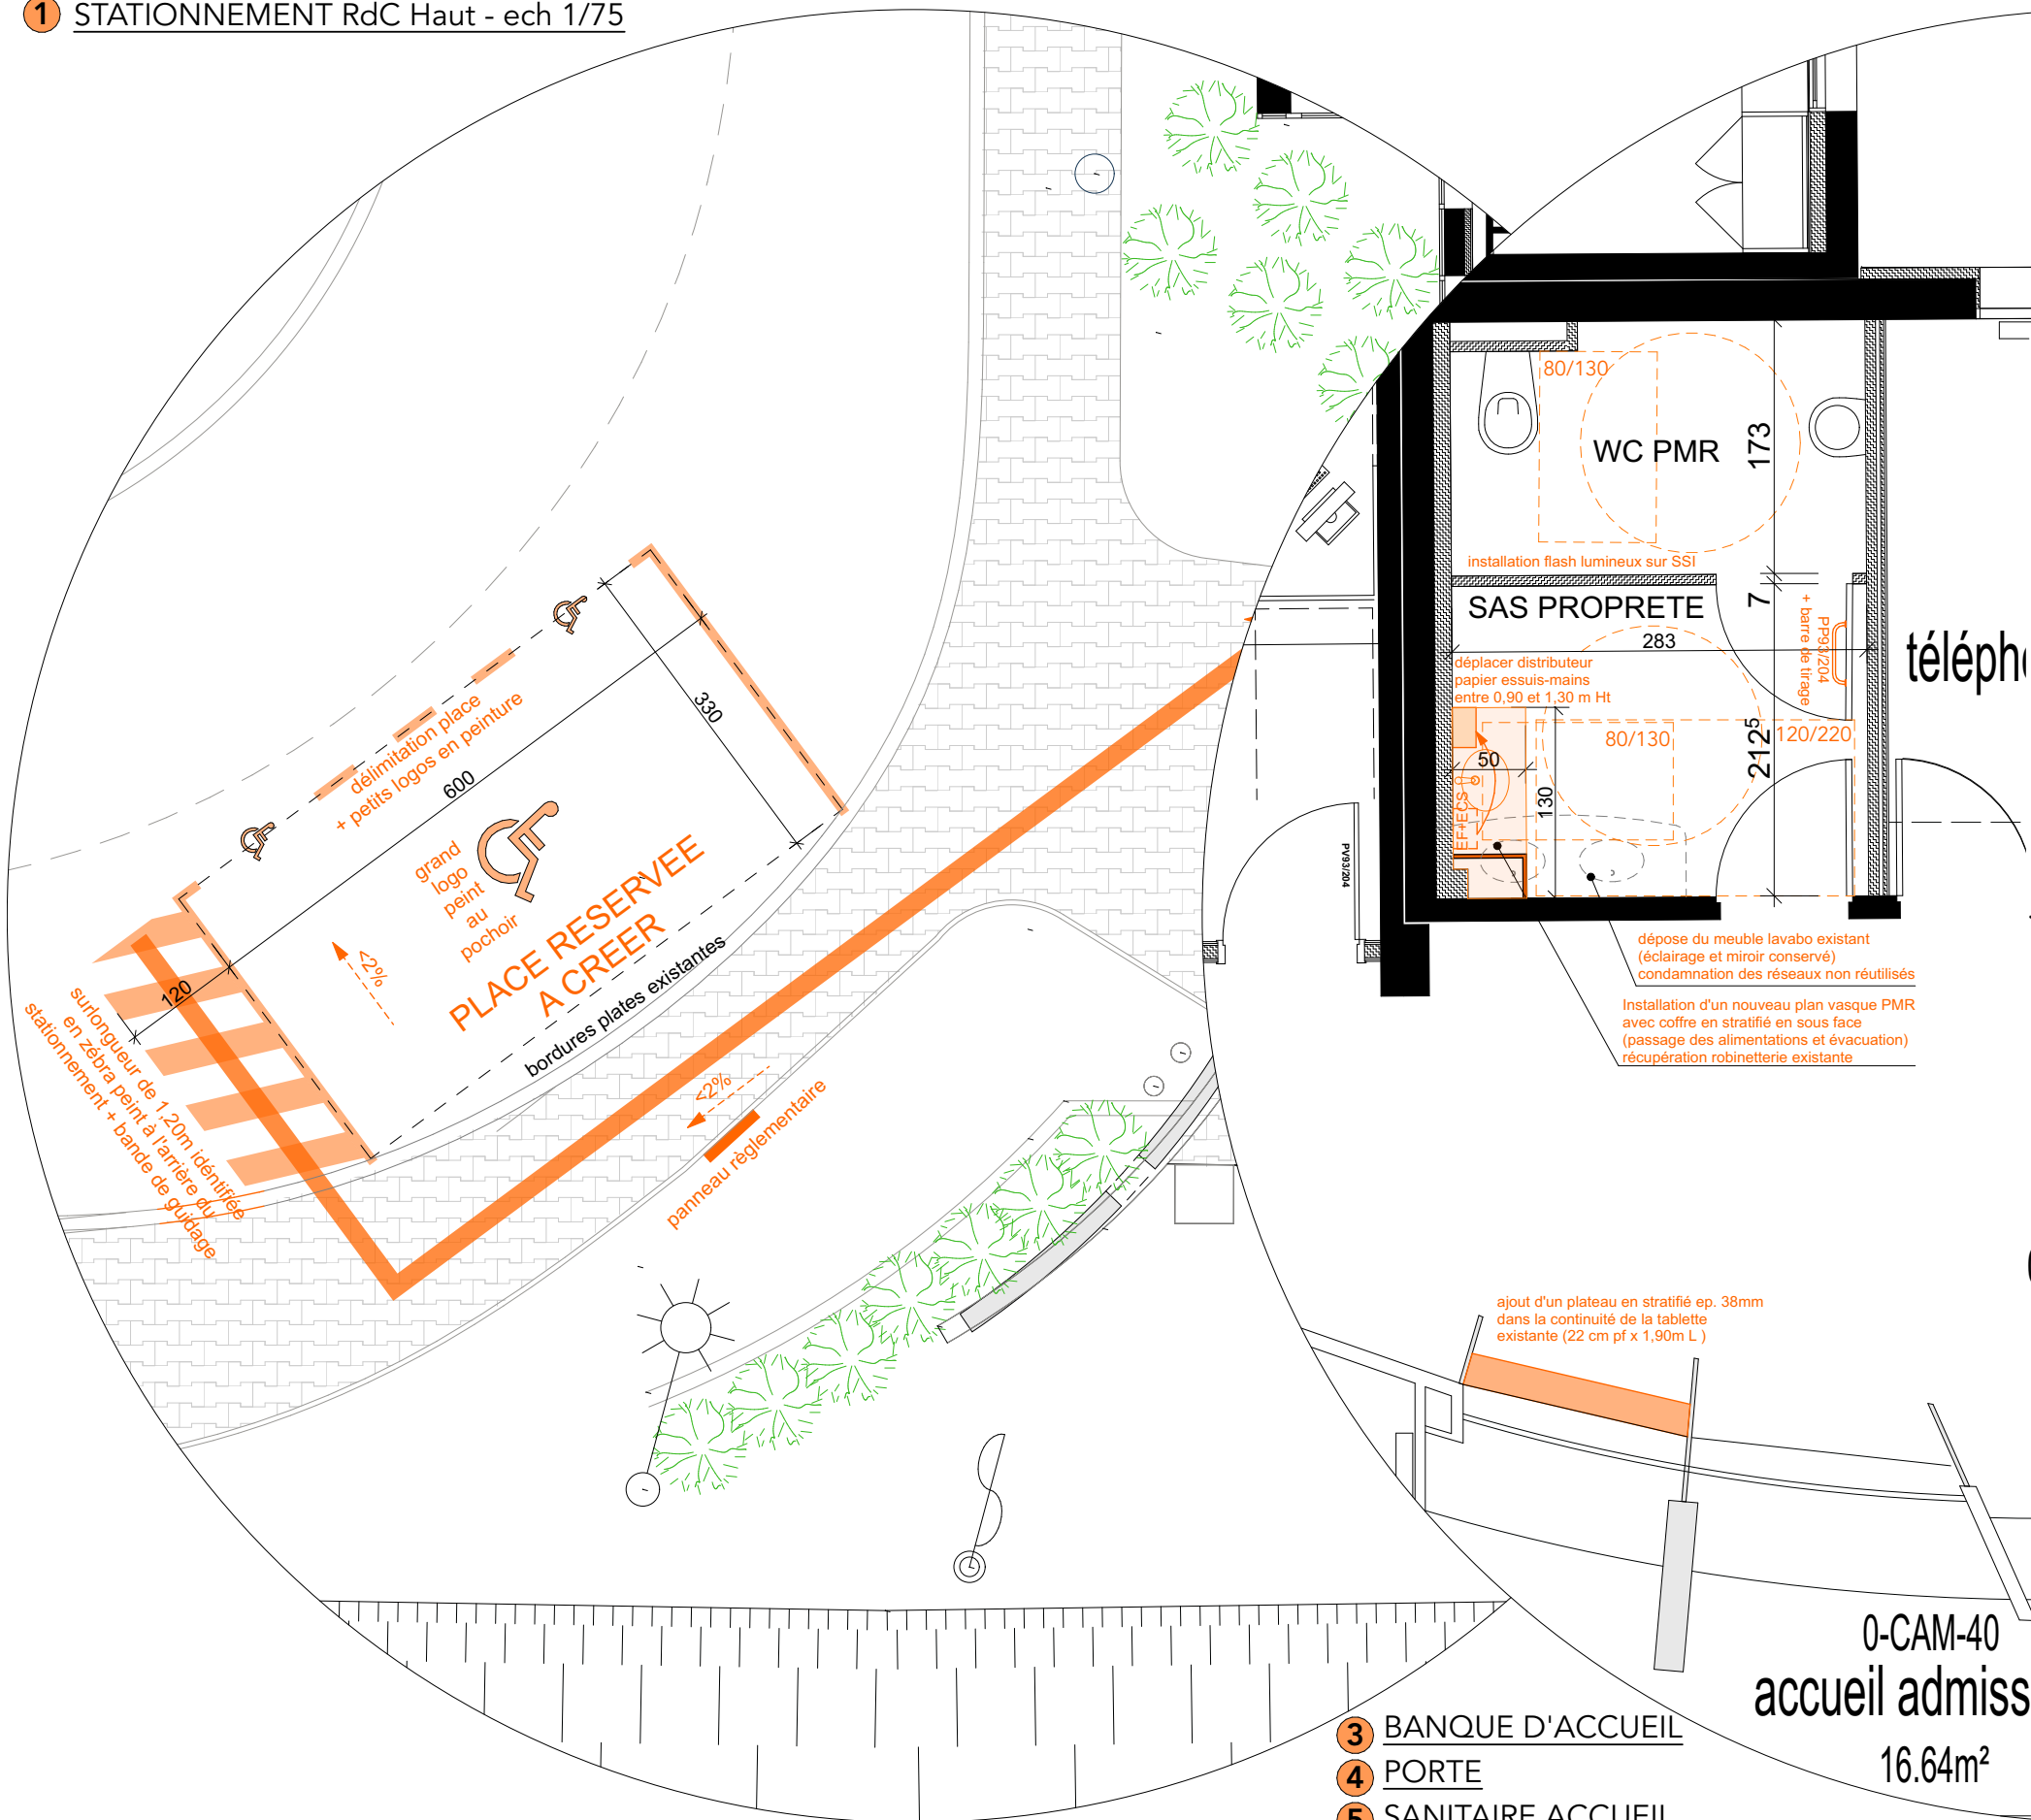 1 STATIONNEMENT RdC Haut - ech 1/75
délimitation place
+ petits logos en peinture
600
330
grand
logo
peint
au
pochoir
<2%
PLACE RESERVEE
A CREER
bordures plates existantes
120
surlongueur de 1,20m idéntifiée
en zébra peint à l'arrière du
stationnement + bande de guidage
<2%
panneau règlementaire
80/130
WC PMR
173
installation flash lumineux sur SSI
SAS PROPRETE
7
283
PP93/204
+ barre de tirage
déplacer distributeur
papier essuis-mains
entre 0,90 et 1,30 m Ht
80/130
120/220
2125
50
130
EF+ECS
PV93/204
dépose du meuble lavabo existant
(éclairage et miroir conservé)
condamnation des réseaux non réutilisés
Installation d'un nouveau plan vasque PMR
avec coffre en stratifié en sous face
(passage des alimentations et évacuation)
récupération robinetterie existante
ajout d'un plateau en stratifié ep. 38mm
dans la continuité de la tablette
existante (22 cm pf x 1,90m L )
0-CAM-40
accueil admiss
16.64m²
3 BANQUE D'ACCUEIL
4 PORTE
5 SANITAIRE ACCUEIL